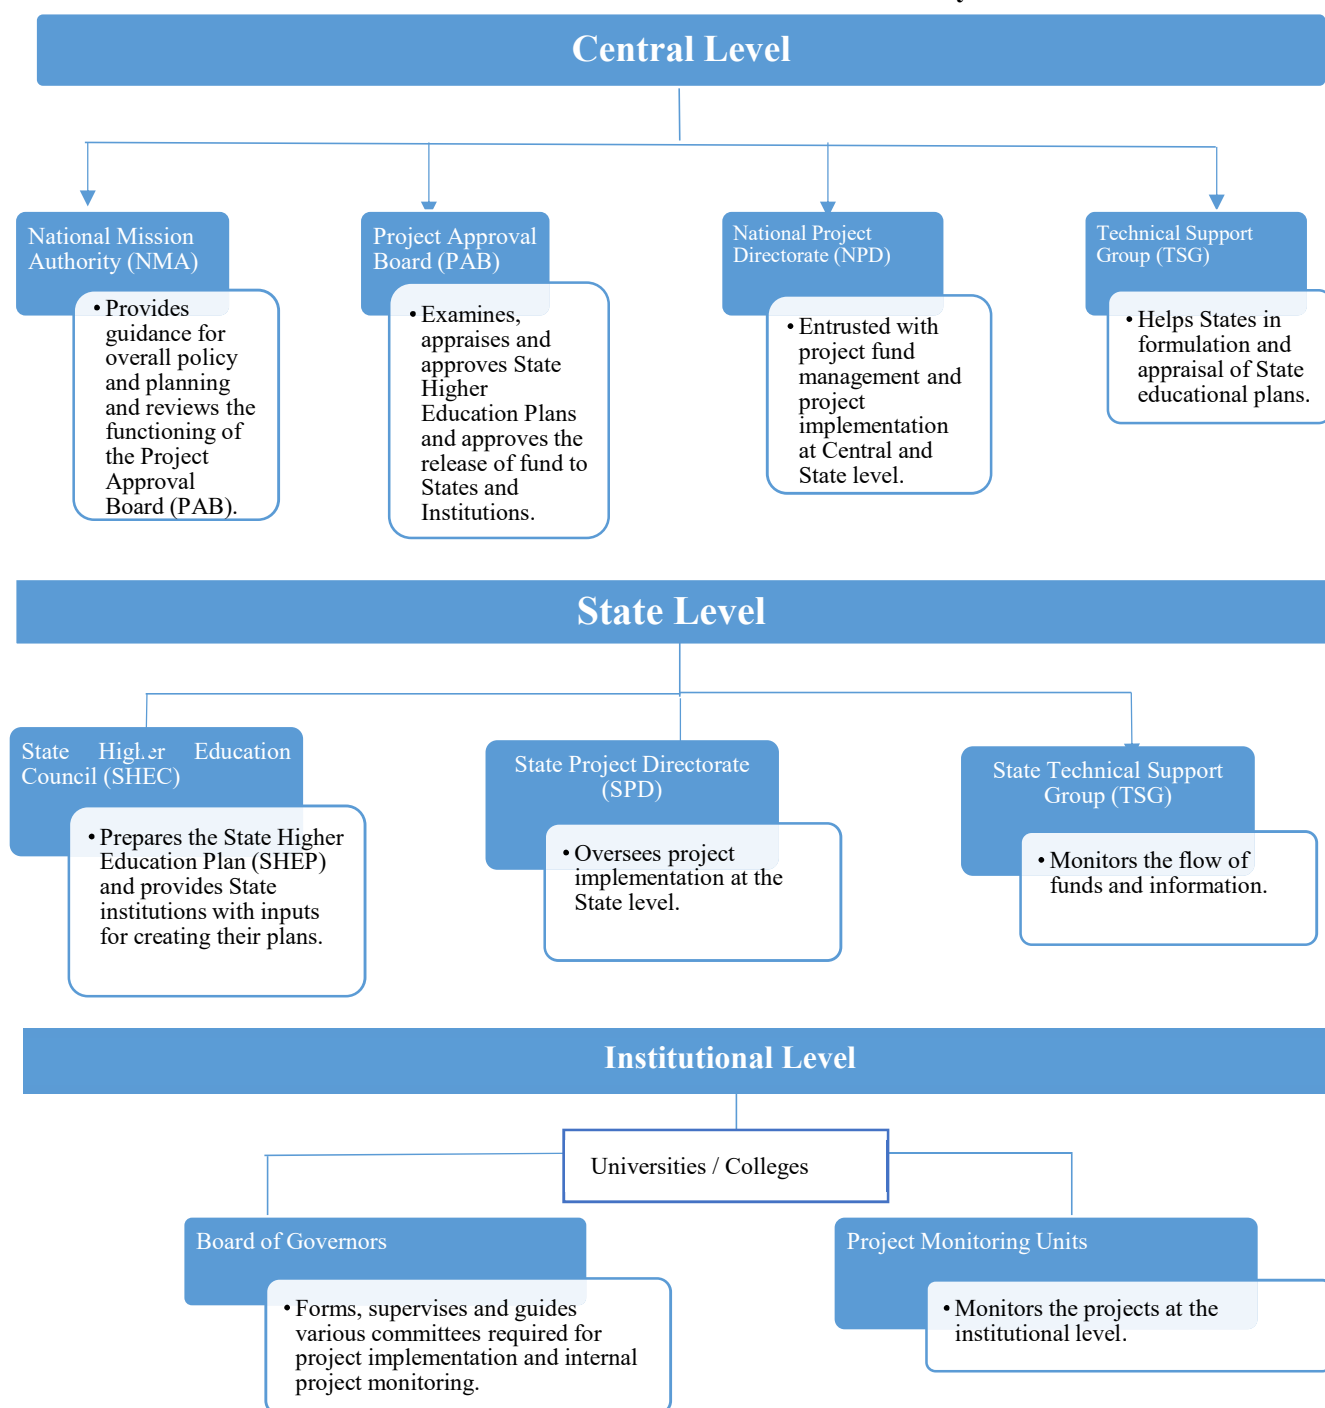 Central Level
National Mission
Authority (NMA)
• Provides
guidance for
overall policy
and planning
and reviews the
functioning of
the Project
Approval
Board (PAB).
Project Approval
Board (PAB)
• Examines,
appraises and
approves State
Higher
Education Plans
and approves the
release of fund to
States and
Institutions.
National Project
Directorate (NPD)
• Entrusted with
project fund
management and
project
implementation
at Central and
State level.
Technical Support
Group (TSG)
• Helps States in
formulation and
appraisal of State
educational plans.
State Level
State Higher Education
Council (SHEC)
• Prepares the State Higher
Education Plan (SHEP)
and provides State
institutions with inputs
for creating their plans.
State Project Directorate
(SPD)
• Oversees project
implementation at the
State level.
State Technical Support
Group (TSG)
• Monitors the flow of
funds and information.
Institutional Level
Universities / Colleges
Board of Governors
• Forms, supervises and guides
various committees required for
project implementation and internal
project monitoring.
Project Monitoring Units
• Monitors the projects at the
institutional level.